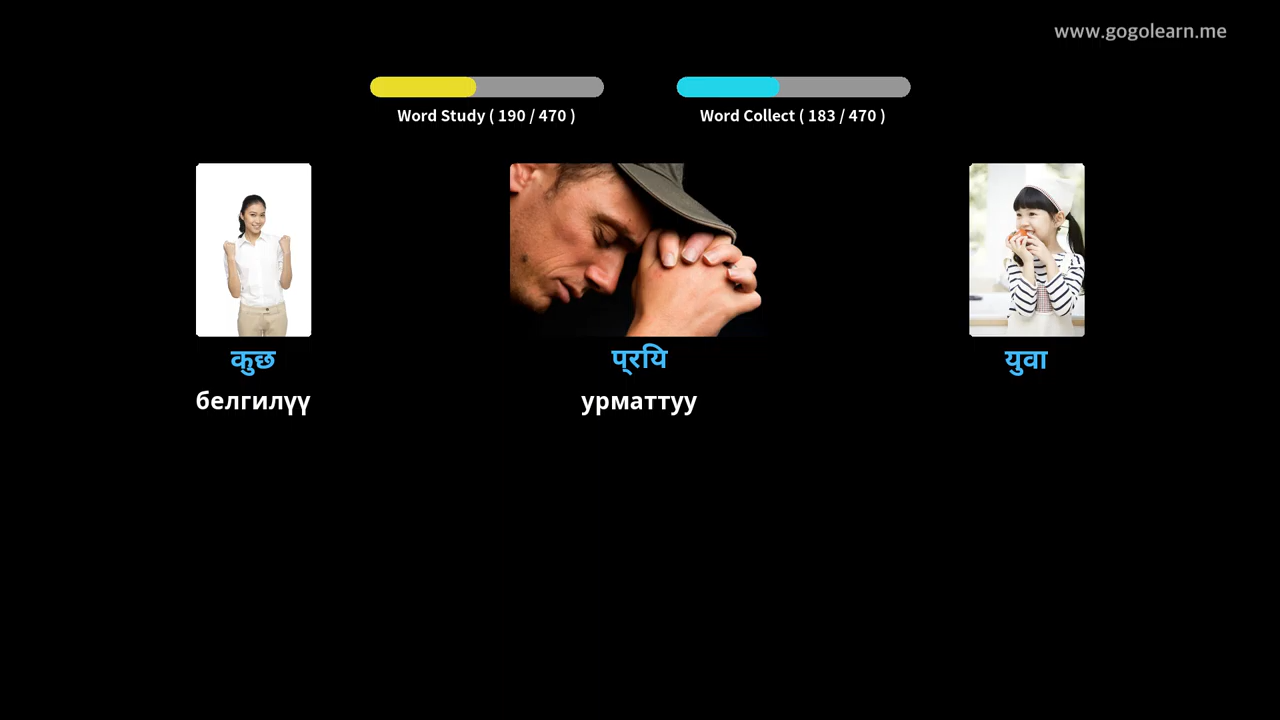 www.gogolearn.me
Word Study ( 190 / 470 )
Word Collect ( 183 / 470 )
कुछ
प्रयि
युवा
белгилүү
урматтуу